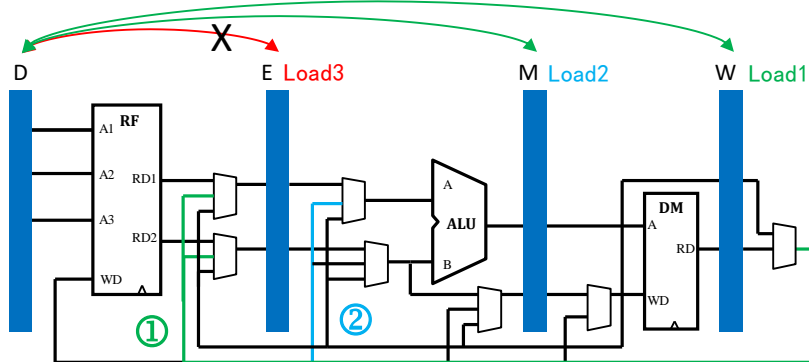 X
D
E Load3
M Load2
W Load1
RF
A1
A2
A3
RD1
RD2
WD
A
B
ALU
DM
A
RD
WD
①
②